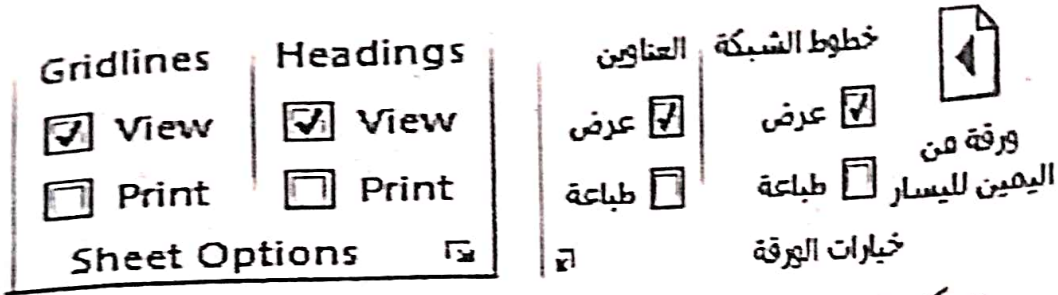 Gridlines
Headings
View
View
Print
Print
Sheet Options
خطوط الشبكة
العناوين
عرض
عرض
طباعة
طباعة
ورقة من
اليمين لليسار
خيارات الورقة